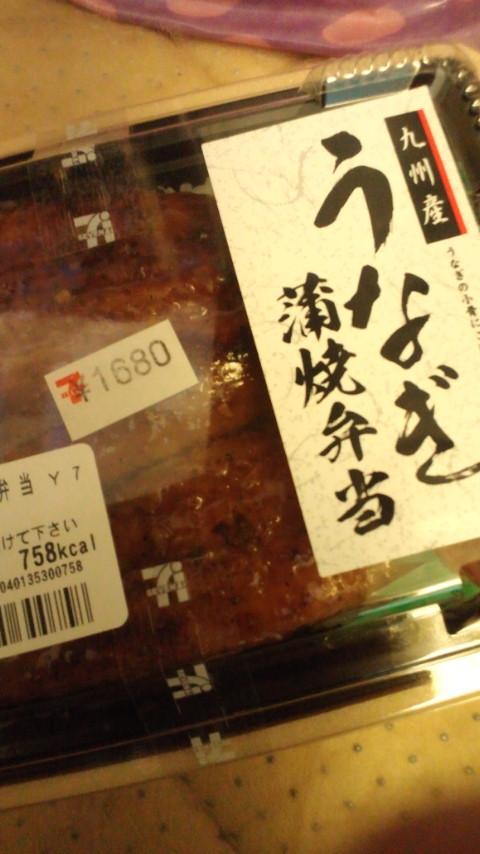 九州産
うなぎ
蒲焼弁当
うなぎの小骨に
¥1680
弁当 Y7
けて下さい
758kcal
040135300758